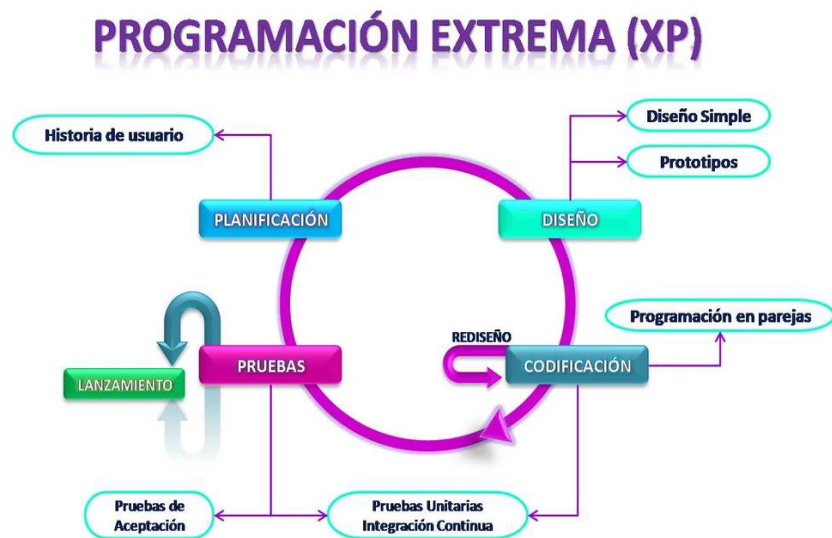 PROGRAMACIÓN EXTREMA (XP)
Historia de usuario
Diseño Simple
Prototipos
PLANIFICACIÓN
DISEÑO
Programación en parejas
REDISEÑO
PRUEBAS
CODIFICACIÓN
LANZAMIENTO
Pruebas de
Aceptación
Pruebas Unitarias
Integración Continua